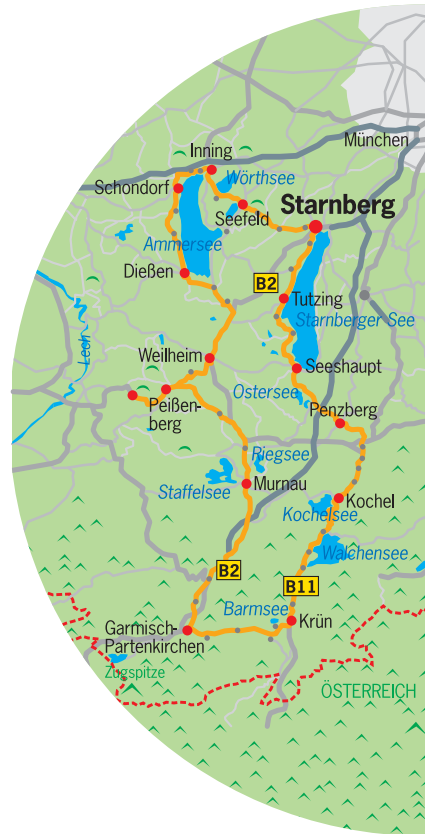 München
Inning
Wörthsee
Schondorf
Seefeld
Starnberg
Ammersee
Dießen
B2
Tutzing
Starnberger See
Lech
Weilheim
Seeshaupt
Ostersee
Peißen-
berg
Penzberg
Riegsee
Staffelsee
Murnau
Kochel
Kochelsee
Walchensee
B2
B11
Barmsee
Krün
Garmisch-
Partenkirchen
Zugspitze
ÖSTERREICH